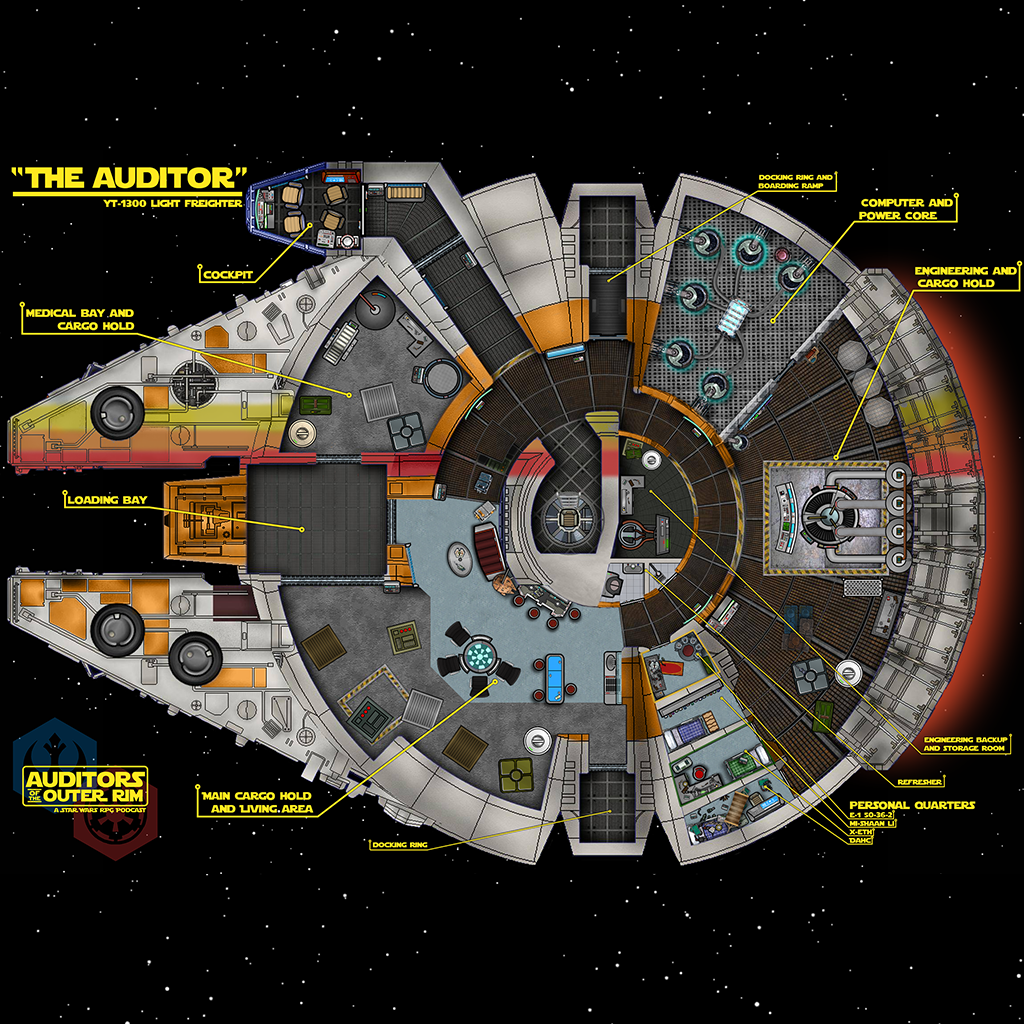 "THE AUDITOR"
YT-1300 LIGHT FREIGHTER
DOCKING RING AND
BOARDING RAMP
COMPUTER AND
POWER CORE
COCKPIT
ENGINEERING AND
CARGO HOLD
MEDICAL BAY AND
CARGO HOLD
LOADING BAY
ENGINEERING BACKUP
AND STORAGE ROOM
REFRESHER
AUDITORS
OF THE OUTER RIM
A STAR WARS RPG PODCAST
MAIN CARGO HOLD
AND LIVING AREA
PERSONAL QUARTERS
E-1 50-36-2
MI-SHAAN LI
X-ETH
DAHC
DOCKING RING